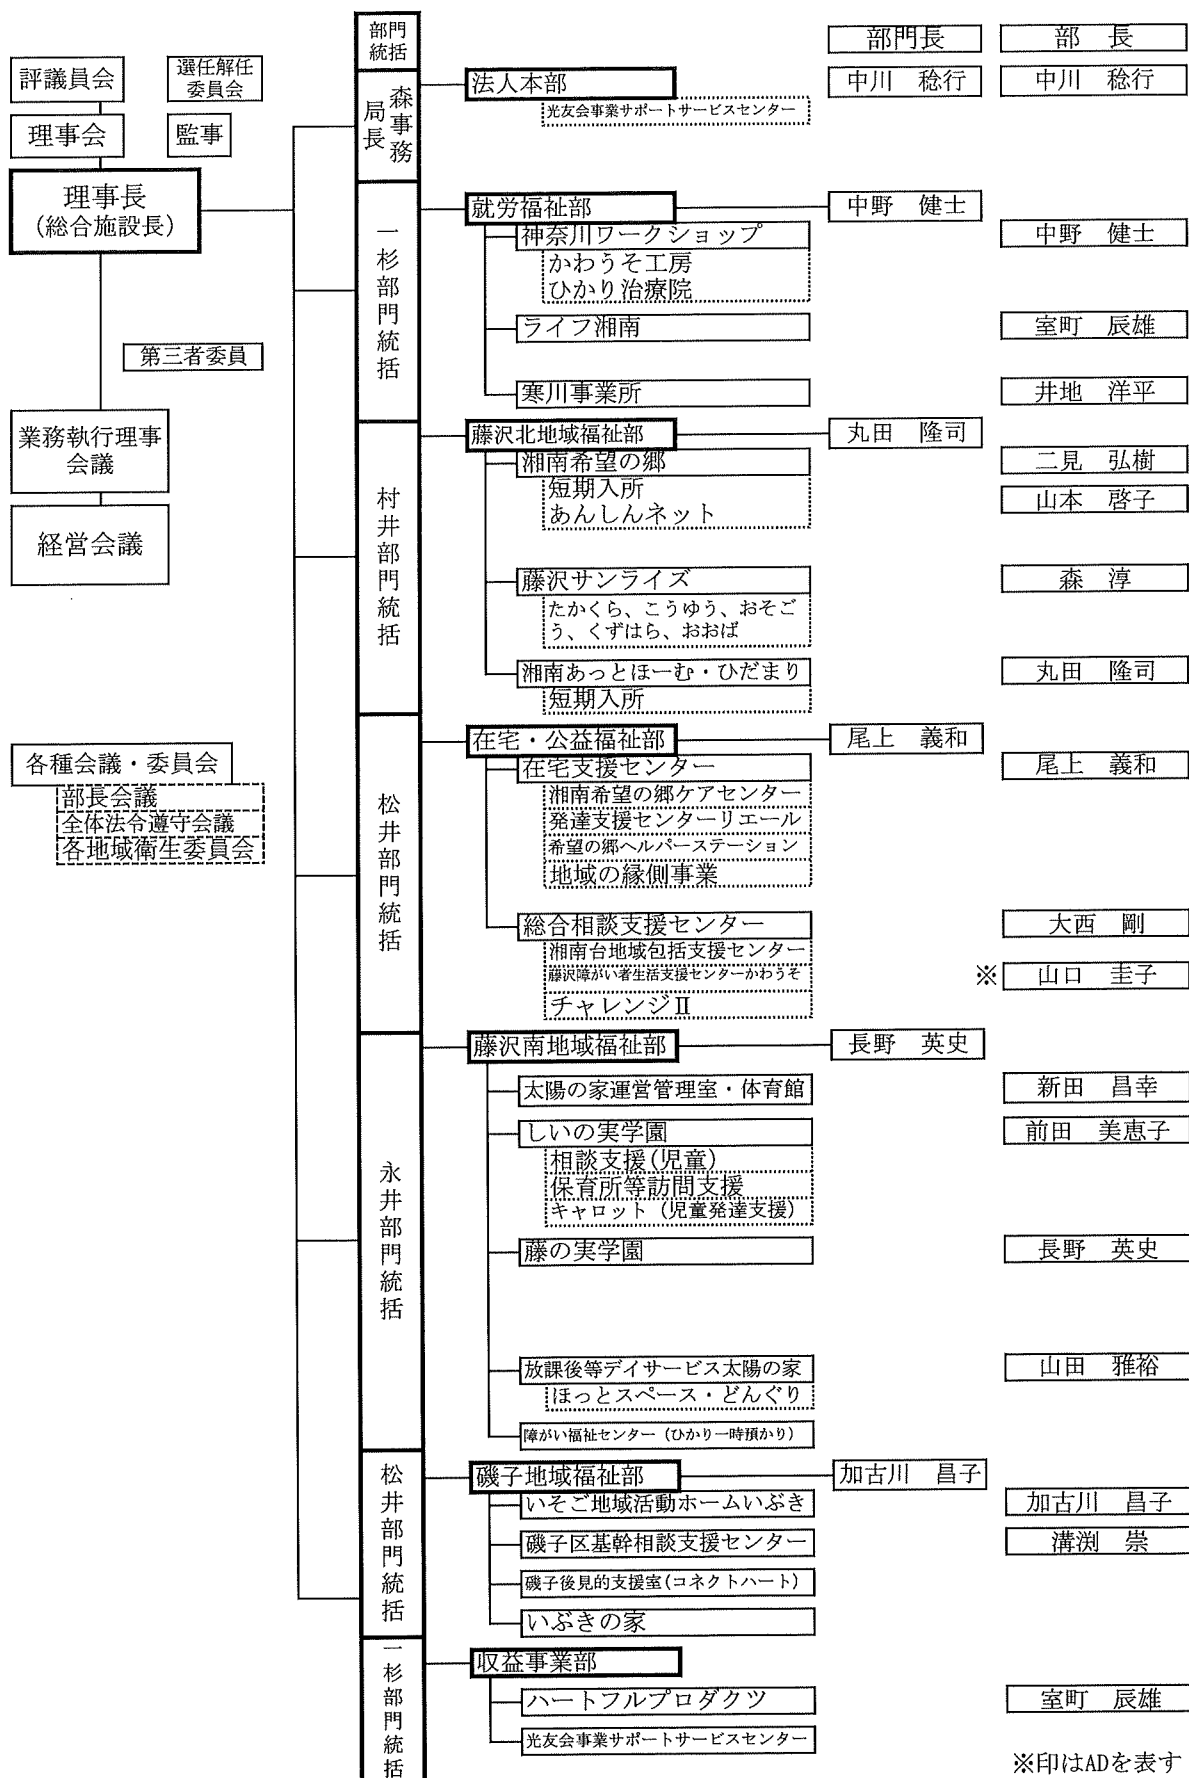 部門
統括
部門長
部　長
評議員会
選任解任
委員会
理事会
監事
理事長
(総合施設長)
第三者委員
業務執行理事
会議
経営会議
各種会議・委員会
部長会議
全体法令遵守会議
各地域衛生委員会
森事務
局長
法人本部
中川　稔行
中川　稔行
光友会事業サポートサービスセンター
一杉部門統括
就労福祉部
中野　健士
神奈川ワークショップ
中野　健士
かわうそ工房
ひかり治療院
ライフ湘南
室町　辰雄
寒川事業所
井地　洋平
村井部門統括
藤沢北地域福祉部
丸田　隆司
湘南希望の郷
二見　弘樹
短期入所
山本　啓子
あんしんネット
藤沢サンライズ
森　淳
たかくら、こうゆう、おそご
う、くずはら、おおば
湘南あっとほーむ・ひだまり
丸田　隆司
短期入所
松井部門統括
在宅・公益福祉部
尾上　義和
在宅支援センター
尾上　義和
湘南希望の郷ケアセンター
発達支援センターリエール
希望の郷ヘルパーステーション
地域の縁側事業
総合相談支援センター
大西　剛
湘南台地域包括支援センター
藤沢障がい者生活支援センターかわうそ
※ 山口　圭子
チャレンジⅡ
永井部門統括
藤沢南地域福祉部
長野　英史
太陽の家運営管理室・体育館
新田　昌幸
しいの実学園
前田　美恵子
相談支援(児童)
保育所等訪問支援
キャロット（児童発達支援）
藤の実学園
長野　英史
放課後等デイサービス太陽の家
山田　雅裕
ほっとスペース・どんぐり
障がい福祉センター（ひかり一時預かり）
松井部門統括
磯子地域福祉部
加古川　昌子
いそご地域活動ホームいぶき
加古川　昌子
磯子区基幹相談支援センター
溝渕　崇
磯子後見的支援室(コネクトハート)
いぶきの家
一杉部門統括
収益事業部
ハートフルプロダクツ
室町　辰雄
光友会事業サポートサービスセンター
※印はADを表す